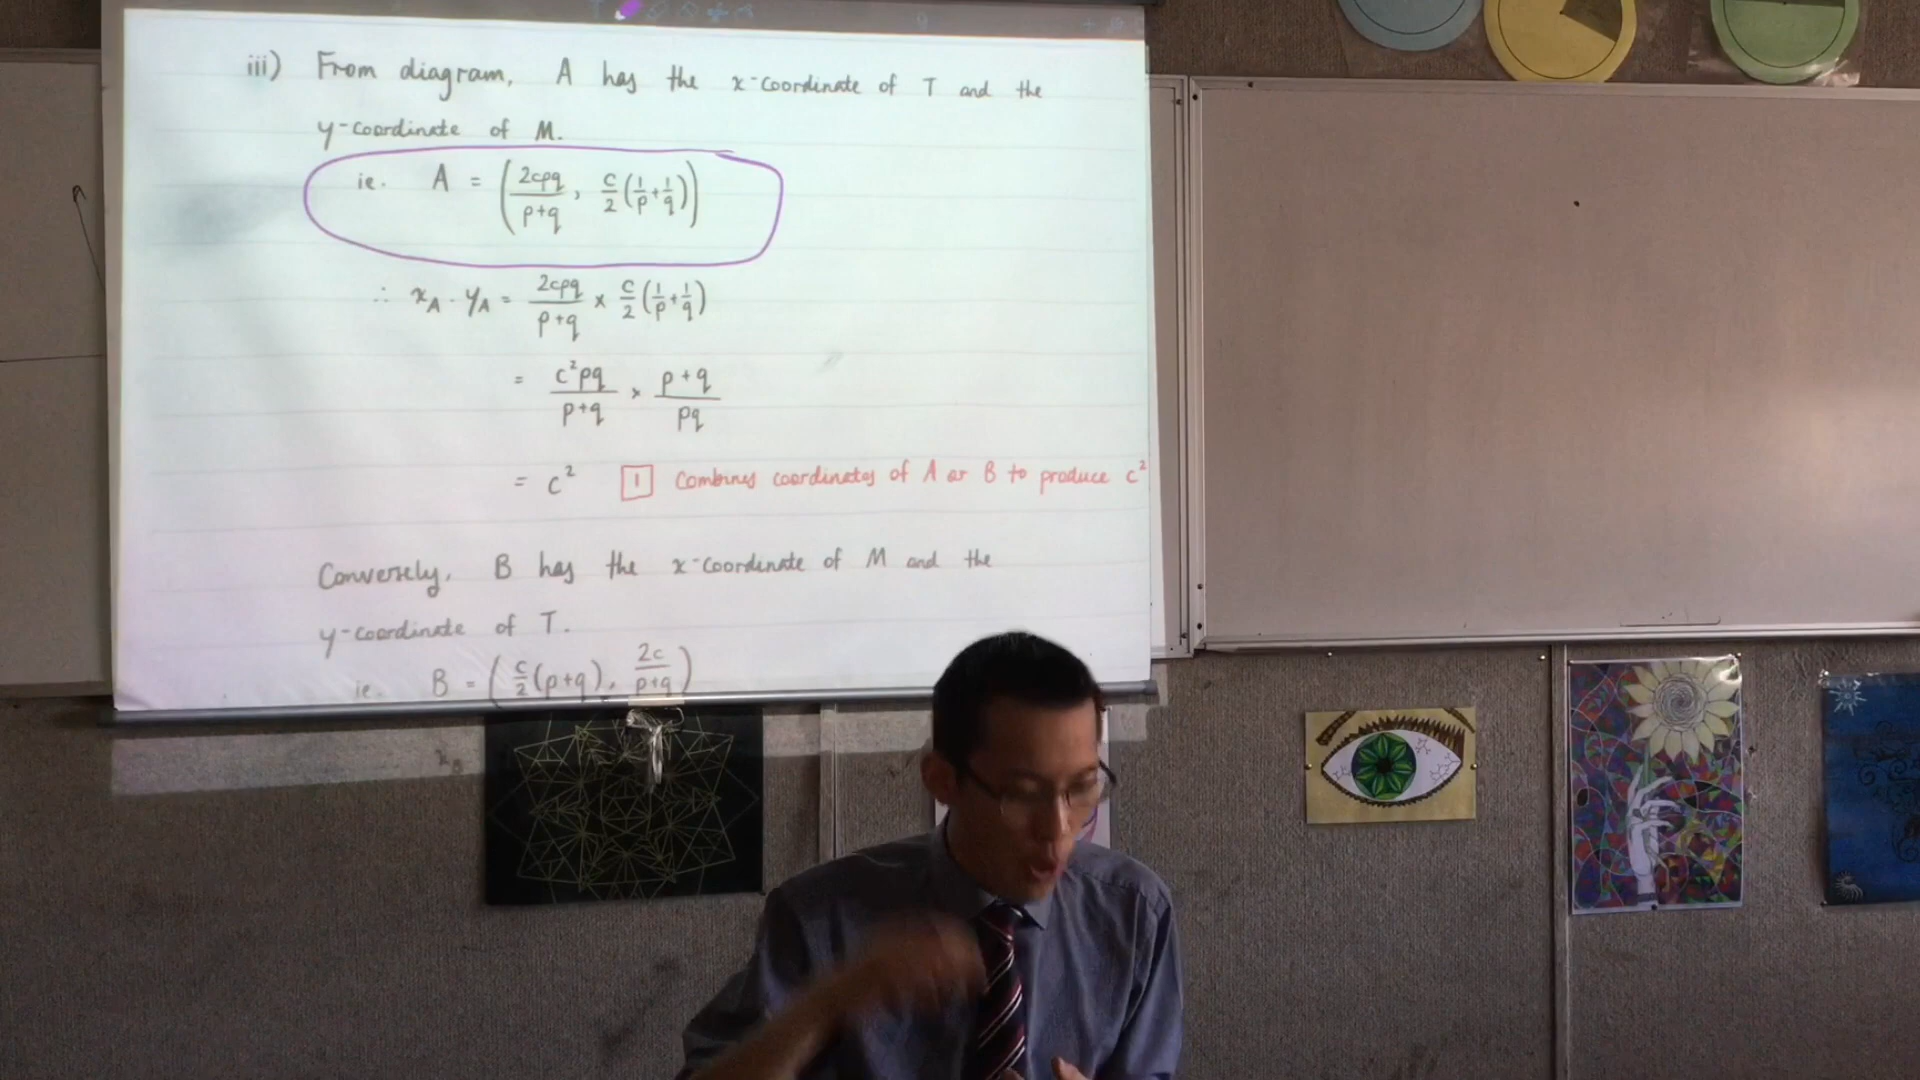 iii) From diagram, A has the x-coordinate of T and the
y-coordinate of M.
ie. A = (2cpq/(p+q), c/2(1/p+1/q))
∴ xA · yA = 2cpq/(p+q) × c/2(1/p+1/q)
= c²pq/(p+q) × (p+q)/pq
= c² 1 Combines coordinates of A or B to produce c²
Conversely, B has the x-coordinate of M and the
y-coordinate of T.
ie. B = (c/2(p+q), 2c/(p+q))